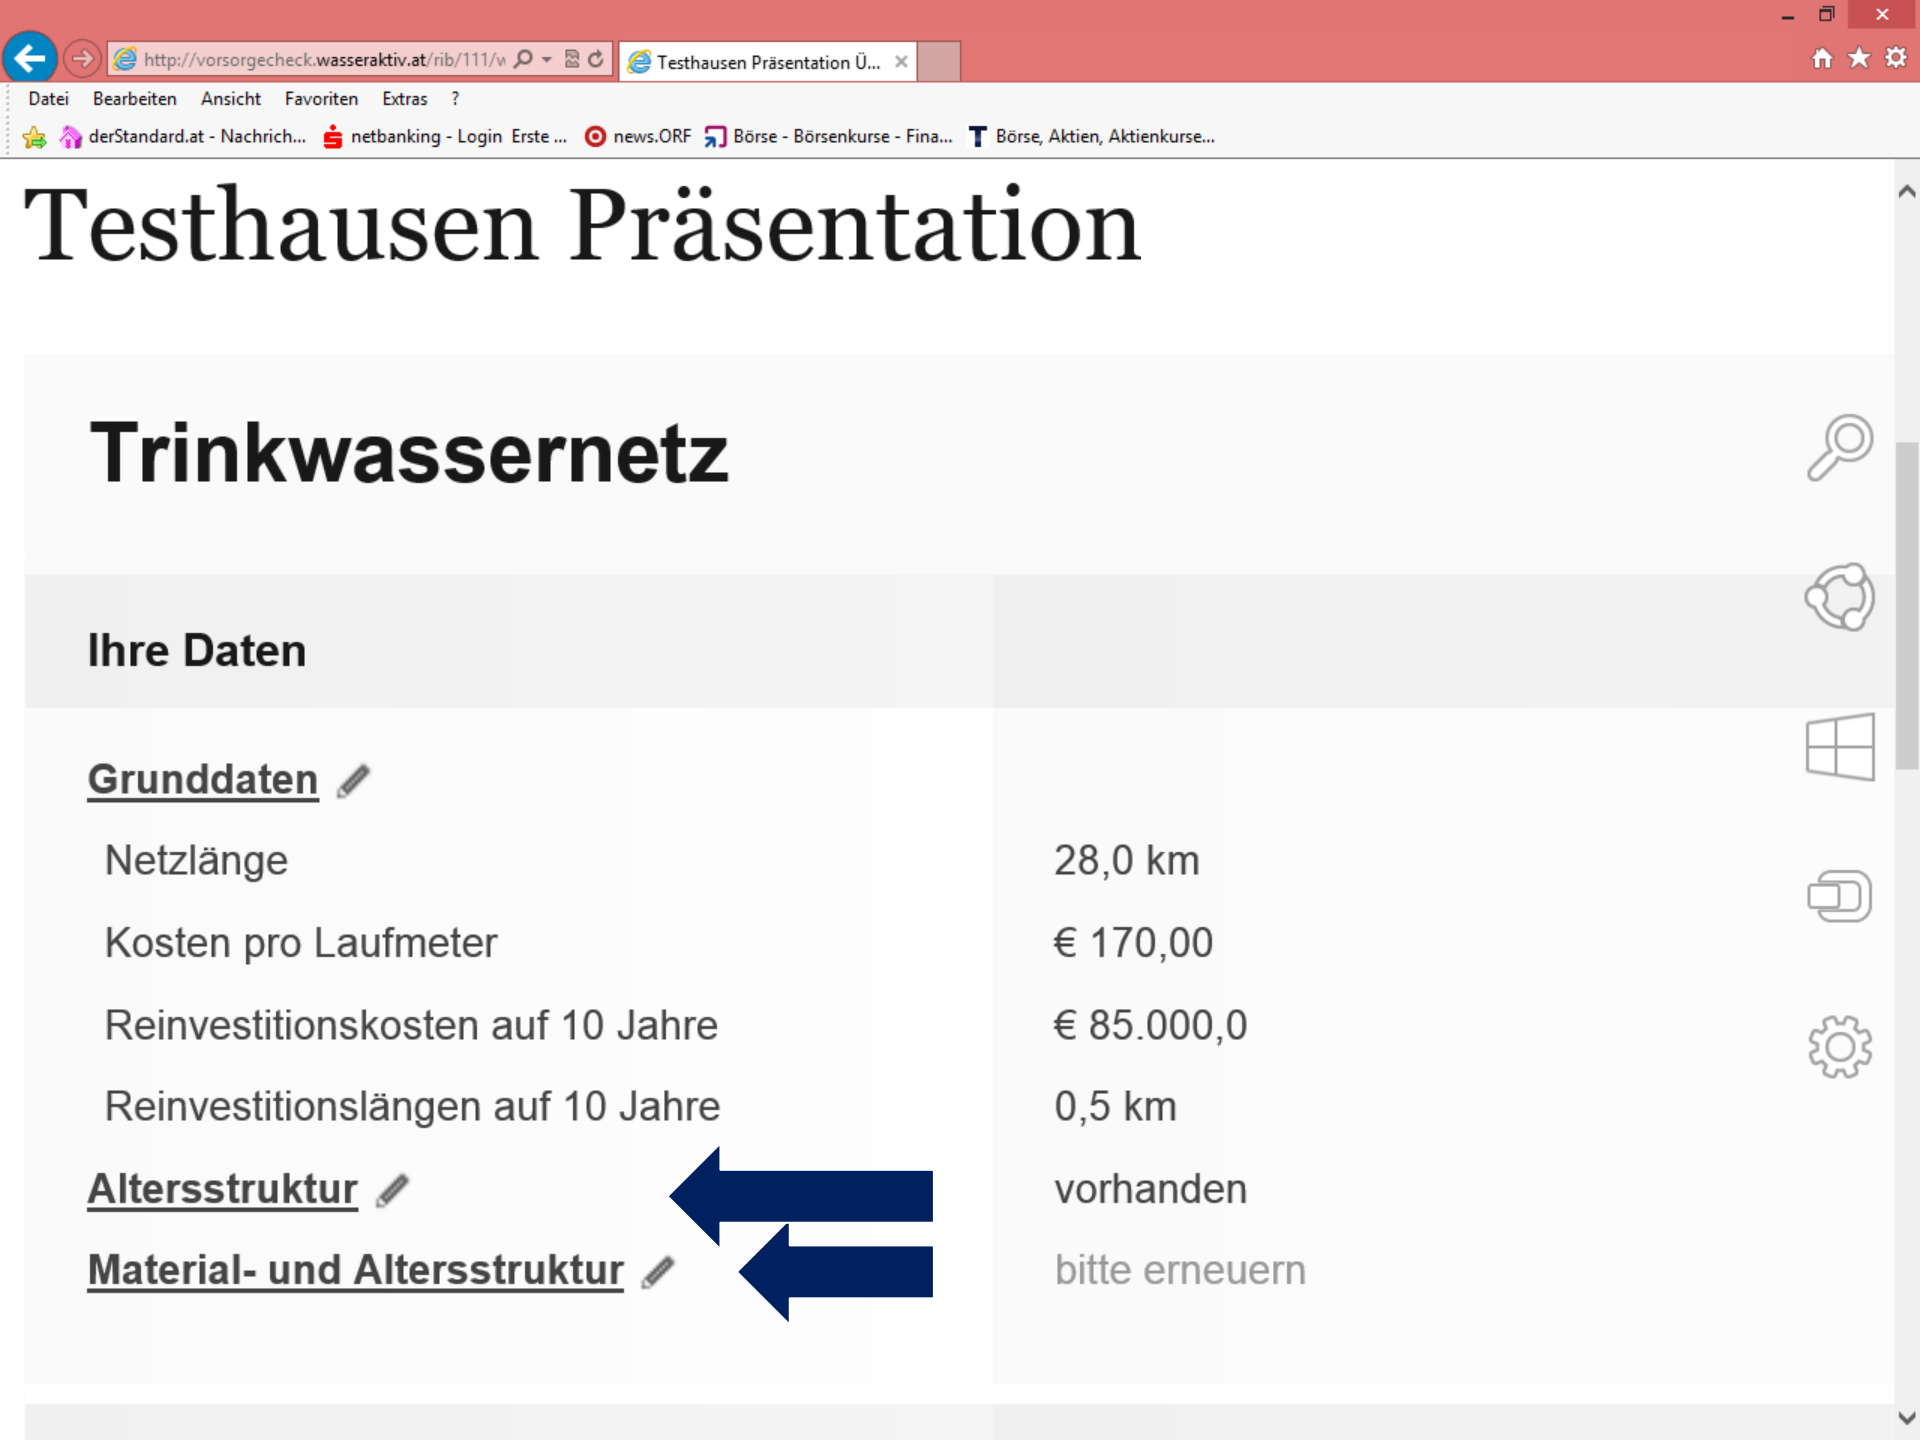 http://vorsorgecheck.wasseraktiv.at/rib/111/w
Testhausen Präsentation Ü...
Datei Bearbeiten Ansicht Favoriten Extras ?
derStandard.at - Nachrich... netbanking - Login Erste ... news.ORF Börse - Börsenkurse - Fina... Börse, Aktien, Aktienkurse...
Testhausen Präsentation
Trinkwassernetz
Ihre Daten
Grunddaten
Netzlänge 28,0 km
Kosten pro Laufmeter € 170,00
Reinvestitionskosten auf 10 Jahre € 85.000,0
Reinvestitionslängen auf 10 Jahre 0,5 km
Altersstruktur vorhanden
Material- und Altersstruktur bitte erneuern